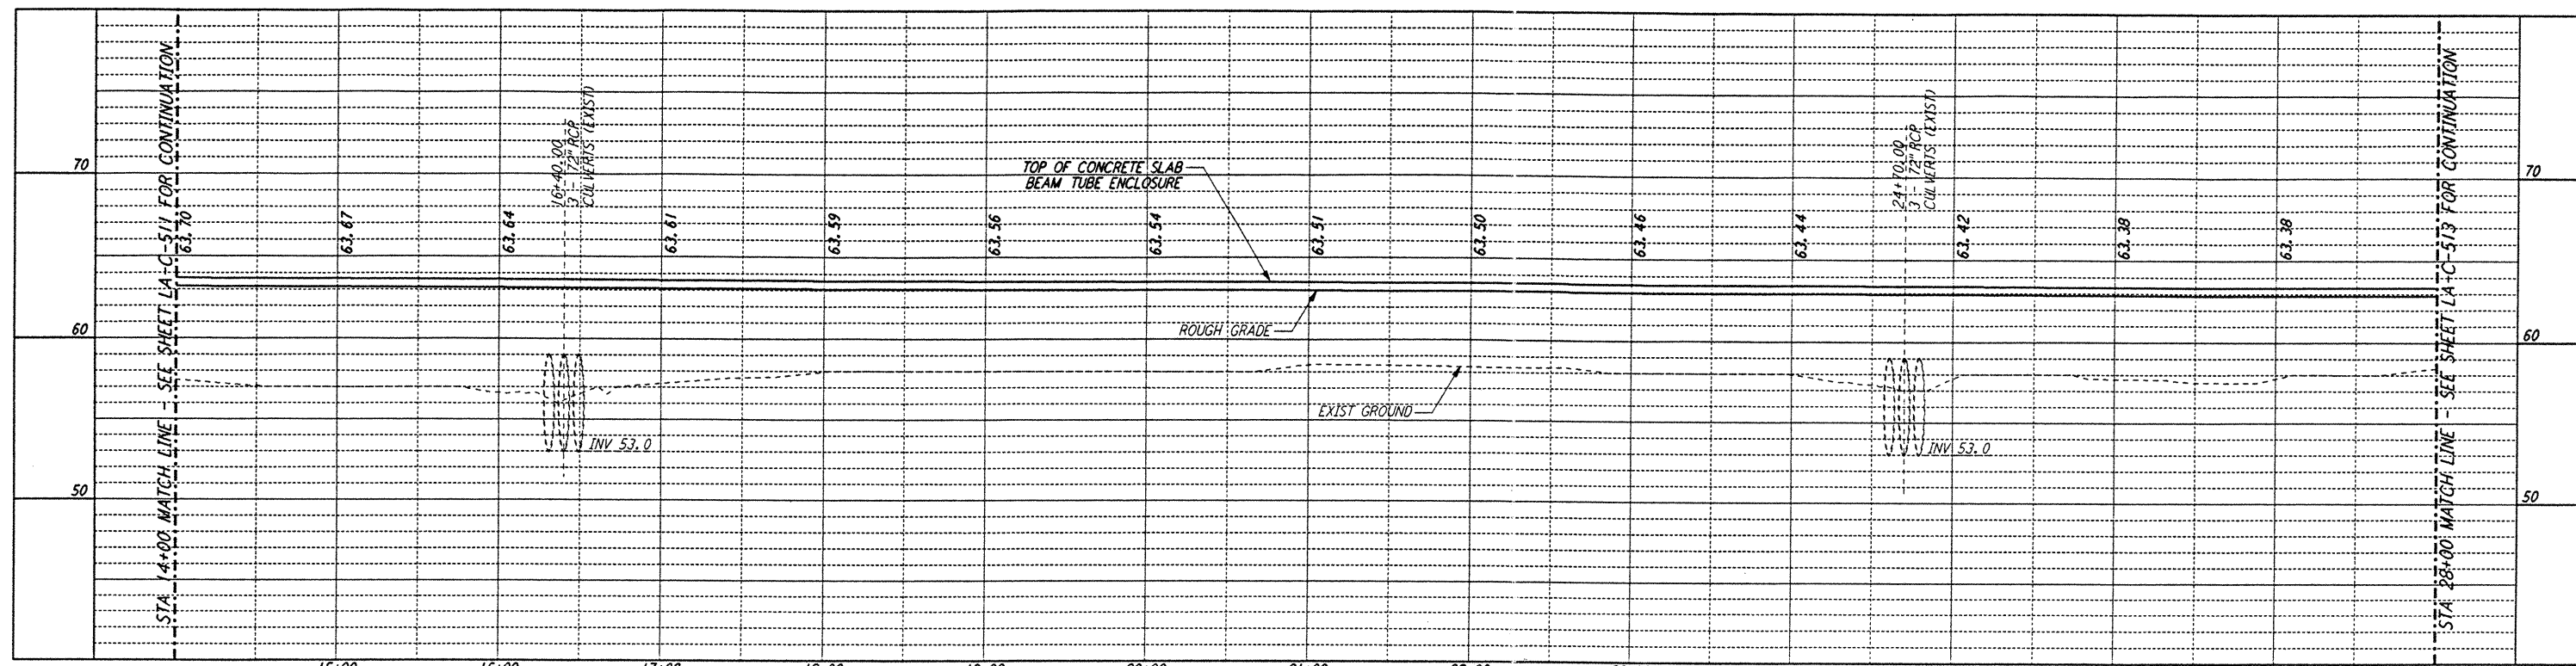 STA 14+00 MATCH LINE - SEE SHEET LA-C-511 FOR CONTINUATION
70
60
50
63.70
63.67
63.64
16+40.00
3 - 72" RCP
CULVERTS (EXIST)
63.61
63.59
63.56
63.54
63.51
63.50
63.46
63.44
24+70.00
3 - 72" RCP
CULVERTS (EXIST)
63.42
63.38
63.38
TOP OF CONCRETE SLAB
BEAM TUBE ENCLOSURE
ROUGH GRADE
EXIST GROUND
INV 53.0
INV 53.0
70
60
50
STA 28+00 MATCH LINE - SEE SHEET LA-C-513 FOR CONTINUATION